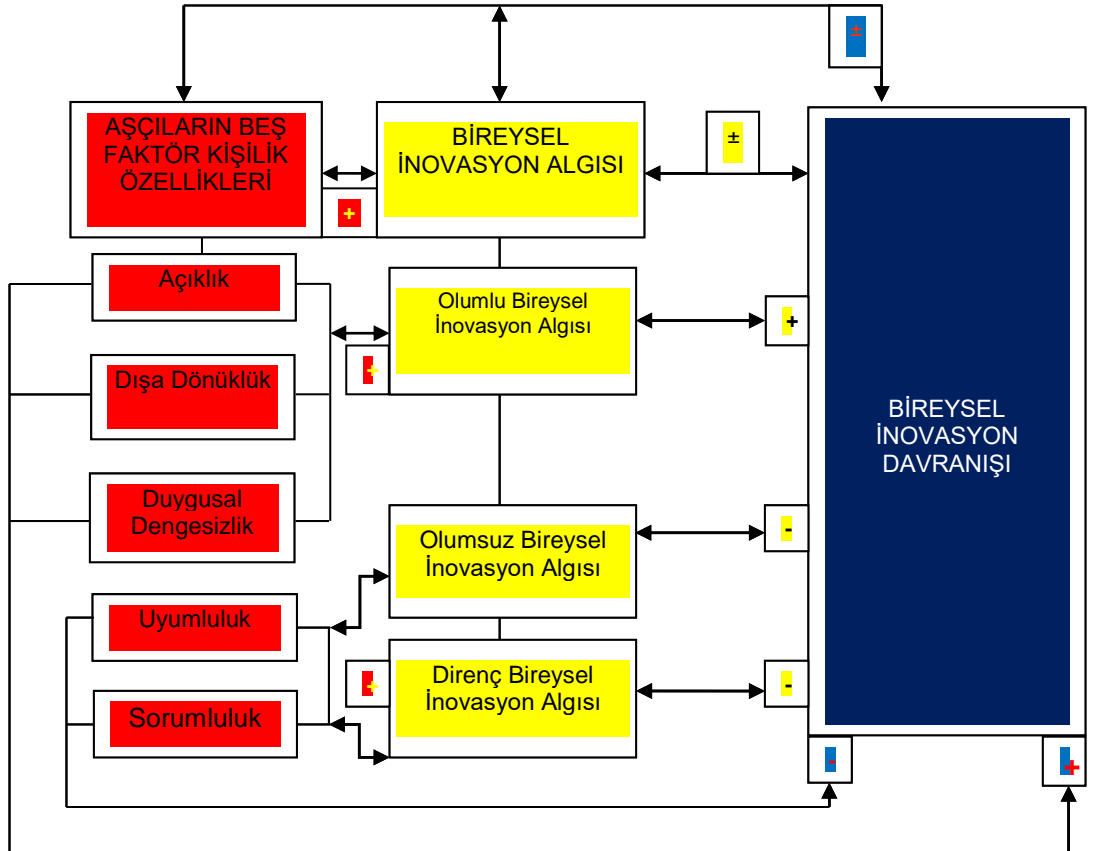 ±
AŞÇILARIN BEŞ
FAKTÖR KİŞİLİK
ÖZELLİKLERİ
+
BİREYSEL
İNOVASYON ALGISI
±
Açıklık
Dışa Dönüklük
Duygusal
Dengesizlik
Uyumluluk
Sorumluluk
+
Olumlu Bireysel
İnovasyon Algısı
+
Olumsuz Bireysel
İnovasyon Algısı
-
+
Direnç Bireysel
İnovasyon Algısı
-
BİREYSEL
İNOVASYON
DAVRANIŞI
-
+